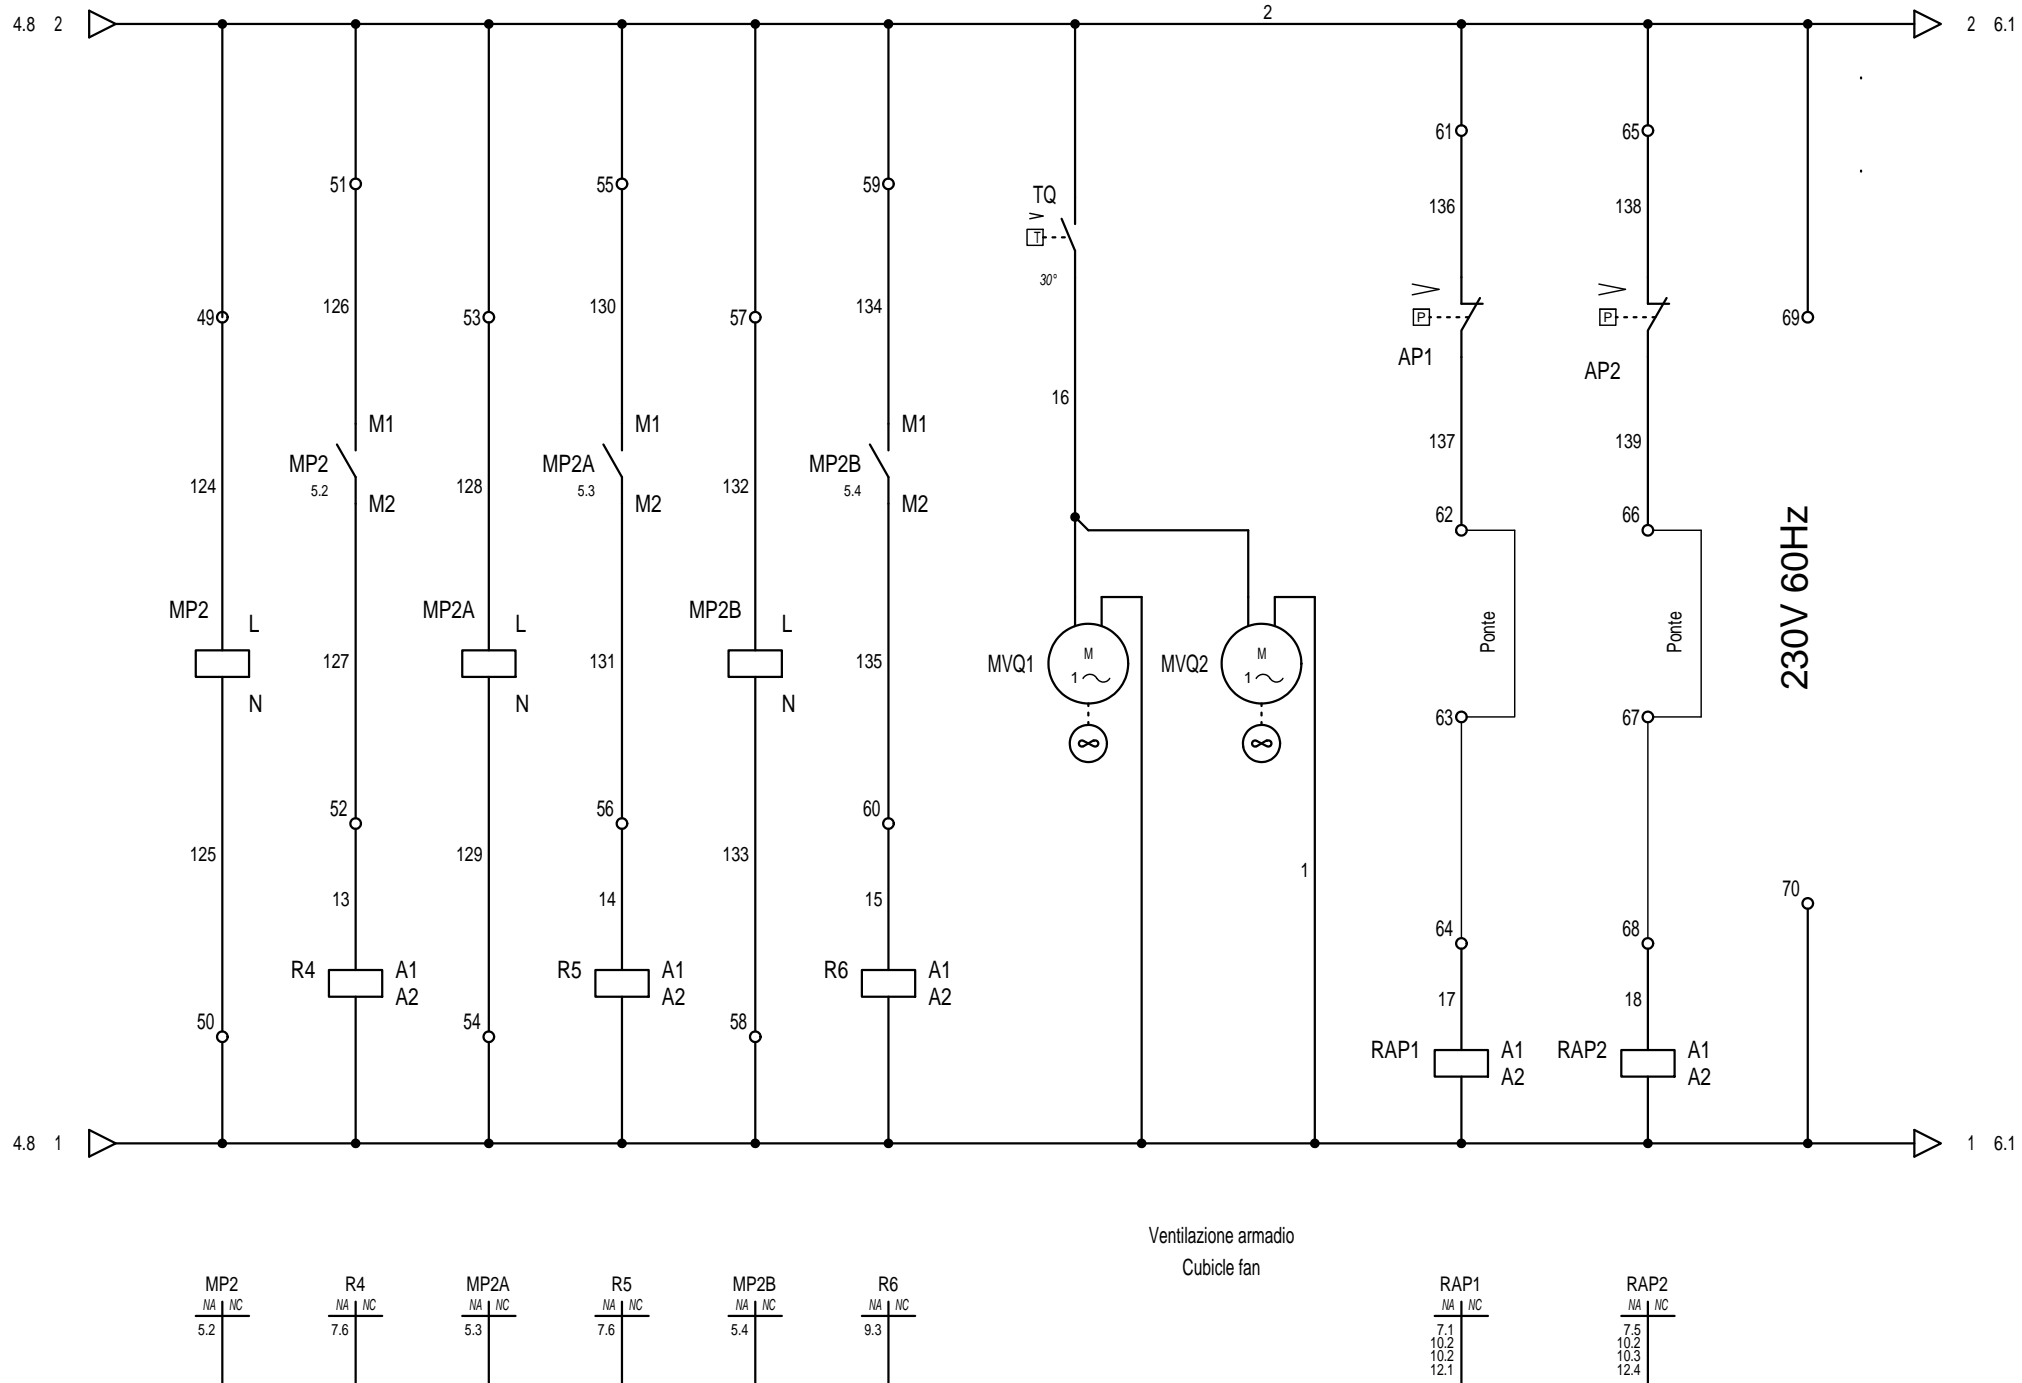 4.8 2
2
2 6.1
61
65
51
55
59
TQ
136
138
>
T
30°
126
130
134
49
53
57
P
P
69
AP1
AP2
16
M1
M1
M1
137
139
MP2
MP2A
MP2B
5.2
5.3
5.4
124
128
132
M2
M2
M2
62
66
230V 60Hz
MP2
L
MP2A
L
MP2B
L
Ponte
Ponte
127
131
135
MVQ1
M
1
MVQ2
M
1
N
N
N
63
67
52
56
60
125
129
133
1
70
13
14
15
64
68
R4
A1
A2
R5
A1
A2
R6
A1
A2
17
18
50
54
58
RAP1
A1
A2
RAP2
A1
A2
4.8 1
1 6.1
Ventilazione armadio
Cubicle fan
MP2
NA NC
5.2
R4
NA NC
7.6
MP2A
NA NC
5.3
R5
NA NC
7.6
MP2B
NA NC
5.4
R6
NA NC
9.3
RAP1
NA NC
7.1
10.2
10.2
12.1
RAP2
NA NC
7.5
10.2
10.3
12.4